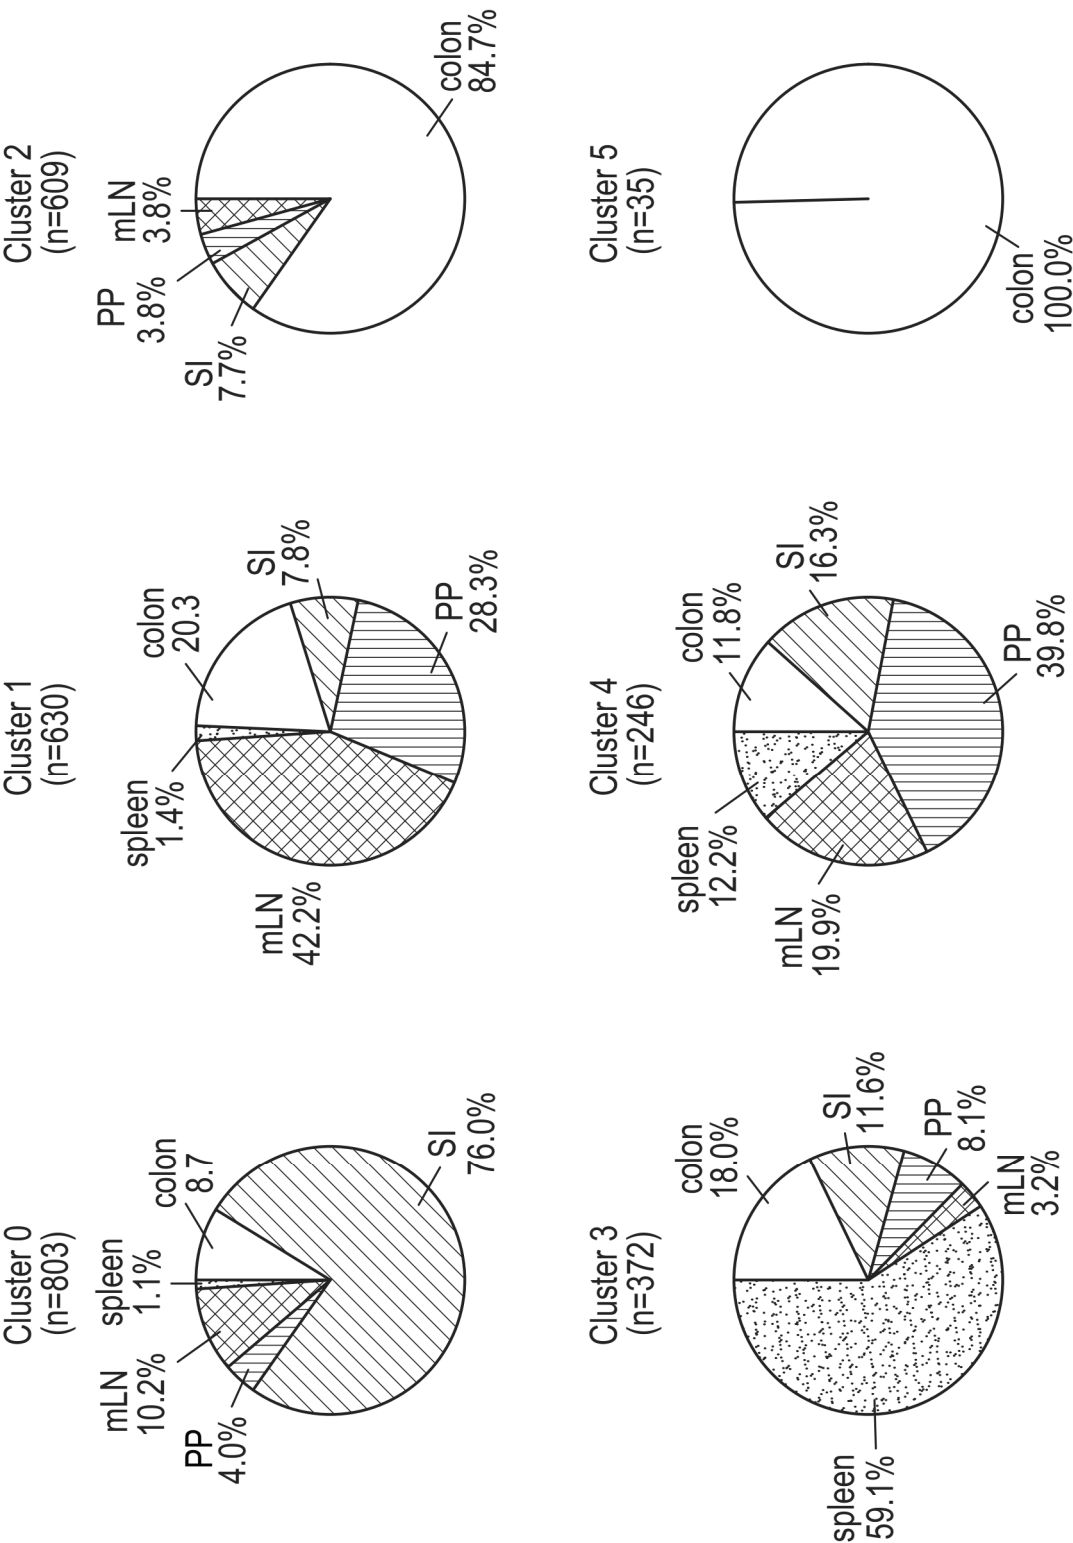 Cluster 0
(n=803)
spleen
1.1%
colon
8.7
mLN
10.2%
PP
4.0%
SI
76.0%
Cluster 1
(n=630)
spleen
1.4%
colon
20.3
SI
7.8%
mLN
42.2%
PP
28.3%
Cluster 2
(n=609)
mLN
3.8%
PP
3.8%
SI
7.7%
colon
84.7%
Cluster 3
(n=372)
colon
18.0%
SI
11.6%
PP
8.1%
mLN
3.2%
spleen
59.1%
Cluster 4
(n=246)
spleen
12.2%
colon
11.8%
SI
16.3%
mLN
19.9%
PP
39.8%
Cluster 5
(n=35)
colon
100.0%